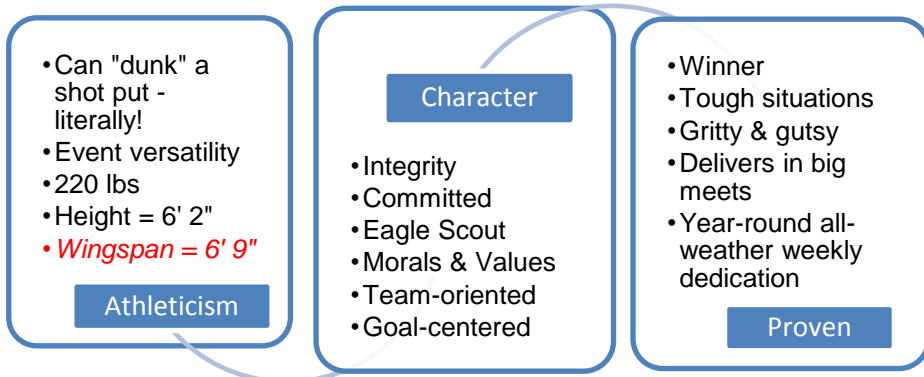 •Can "dunk" a
shot put -
literally!
•Event versatility
•220 lbs
•Height = 6' 2"
•Wingspan = 6' 9"
Athleticism
Character
•Integrity
•Committed
•Eagle Scout
•Morals & Values
•Team-oriented
•Goal-centered
•Winner
•Tough situations
•Gritty & gutsy
•Delivers in big
meets
•Year-round all-
weather weekly
dedication
Proven